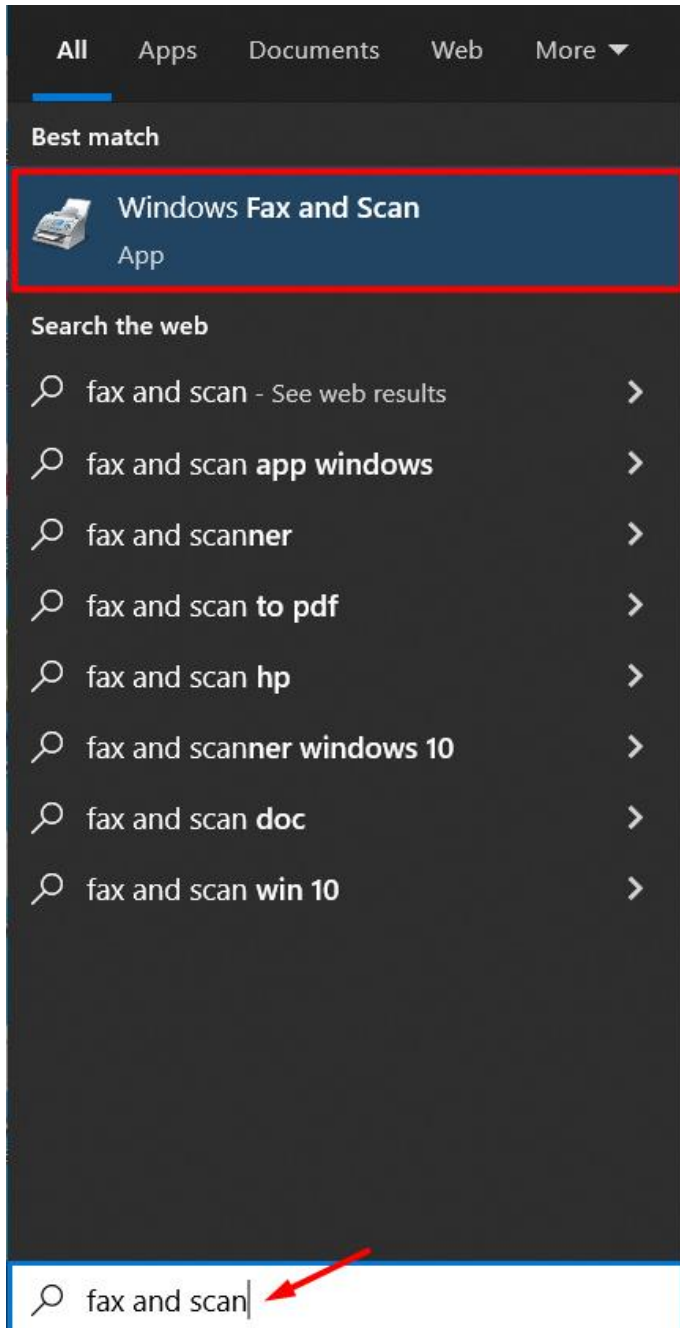 All Apps Documents Web More
Best match
Windows Fax and Scan
App
Search the web
fax and scan - See web results
fax and scan app windows
fax and scanner
fax and scan to pdf
fax and scan hp
fax and scanner windows 10
fax and scan doc
fax and scan win 10
fax and scan